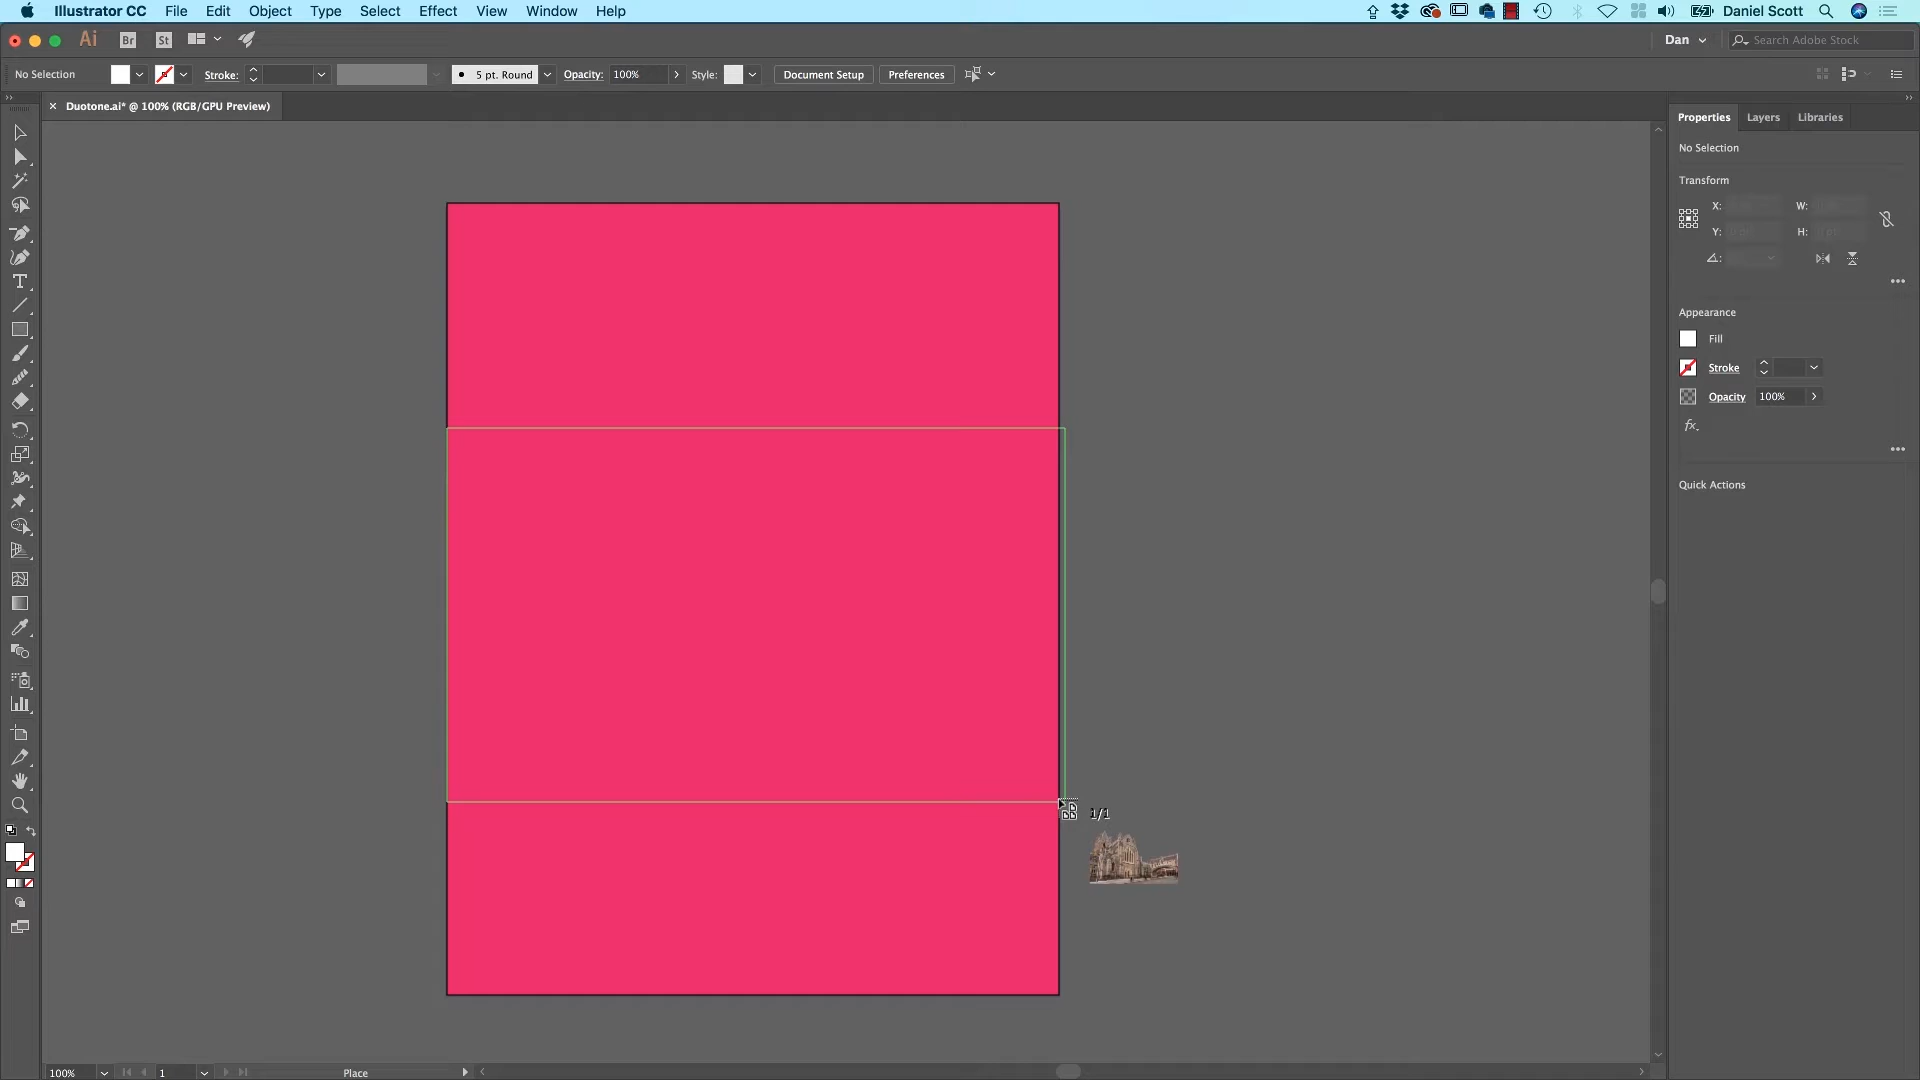 Illustrator CC File Edit Object Type Select Effect View Window Help Daniel Scott
Ai Br St Dan Search Adobe Stock
No Selection Stroke: 5 pt. Round Opacity: 100% Style: Document Setup Preferences
× Duotone.ai* @ 100% (RGB/GPU Preview)
Properties Layers Libraries
No Selection
Transform
X: W:
Y: H:
Appearance
Fill
Stroke
Opacity 100%
fx.
Quick Actions
1/1
100% 1 Place